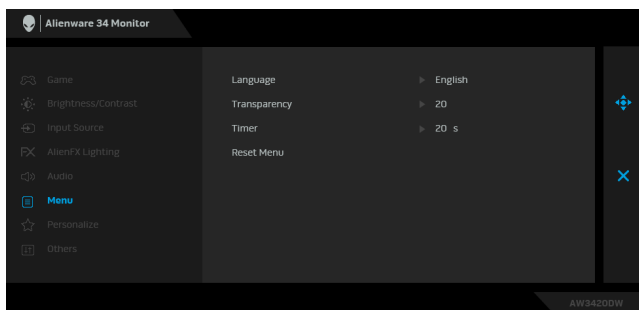 Alienware 34 Monitor
Game
Brightness/Contrast
Input Source
AlienFX Lighting
Audio
Menu
Personalize
Others
Language English
Transparency 20
Timer 20 s
Reset Menu
AW3420DW